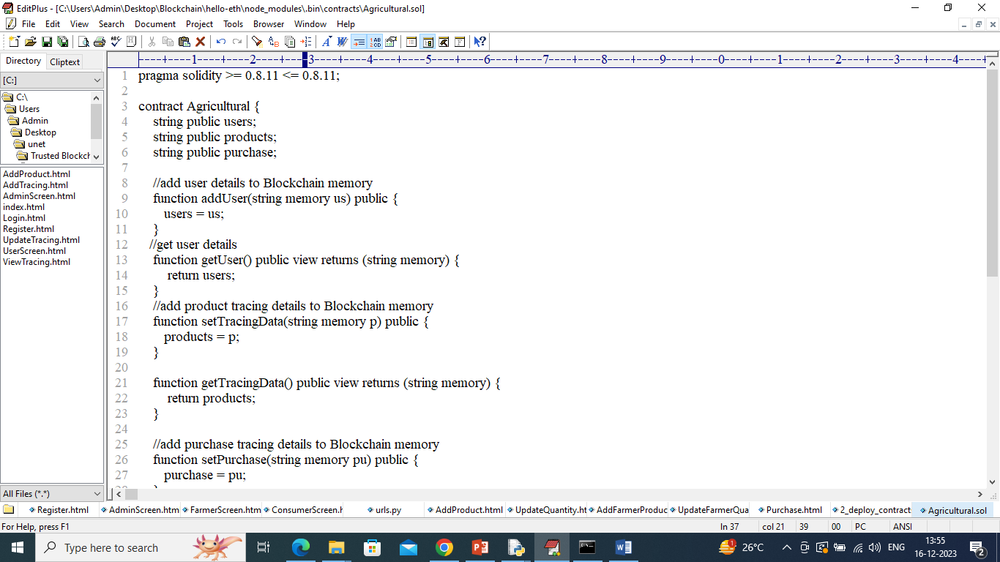 EditPlus - [C:\Users\Admin\Desktop\Blockchain\hello-eth\node_modules\.bin\contracts\Agricultural.sol]
File Edit View Search Document Project Tools Browser Window Help
Directory Cliptext
[C:]
C:\
Users
Admin
Desktop
unet
Trusted Blockch
AddProduct.html
AddTracing.html
AdminScreen.html
index.html
Login.html
Register.html
UpdateTracing.html
UserScreen.html
ViewTracing.html
All Files (*.*)
----+----1----+----2----+----3----+----4----+----5----+----6----+----7----+----8----+----9----+----0----+----1----+----2----+----3----+----4----+
1 pragma solidity >= 0.8.11 <= 0.8.11;
2
3 contract Agricultural {
4 string public users;
5 string public products;
6 string public purchase;
7
8 //add user details to Blockchain memory
9 function addUser(string memory us) public {
10 users = us;
11 }
12 //get user details
13 function getUser() public view returns (string memory) {
14 return users;
15 }
16 //add product tracing details to Blockchain memory
17 function setTracingData(string memory p) public {
18 products = p;
19 }
20
21 function getTracingData() public view returns (string memory) {
22 return products;
23 }
24
25 //add purchase tracing details to Blockchain memory
26 function setPurchase(string memory pu) public {
27 purchase = pu;
28 }
Register.html AdminScreen.htm FarmerScreen.htm ConsumerScreen.h urls.py AddProduct.html UpdateQuantity.ht AddFarmerProduc UpdateFarmerQua Purchase.html 2_deploy_contract Agricultural.sol
For Help, press F1 ln 37 col 21 39 00 PC ANSI
Type here to search 26°C ENG 13:55
16-12-2023 2